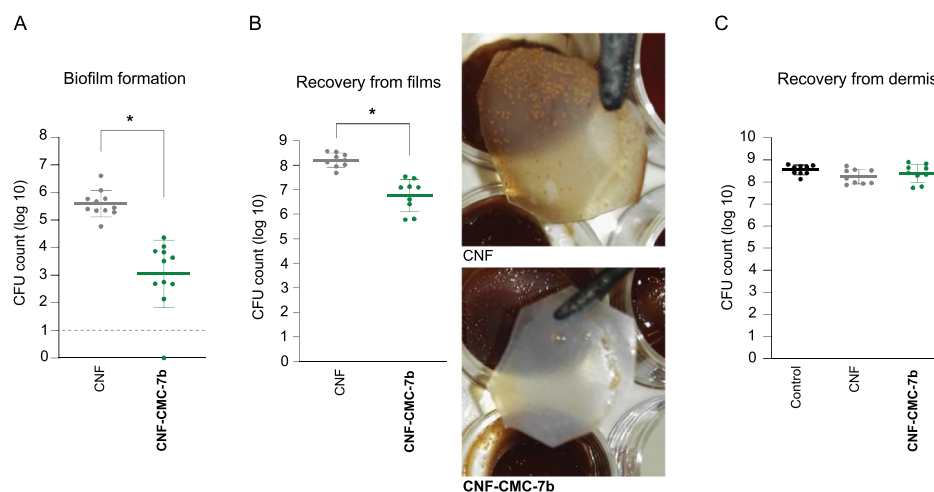 A
Biofilm formation
*
CFU count (log 10)
8
7
6
5
4
3
2
1
0
CNF
CNF-CMC-7b
B
Recovery from films
*
CFU count (log 10)
9
8
7
6
5
4
3
2
1
0
CNF
CNF-CMC-7b
CNF
CNF-CMC-7b
C
Recovery from dermis
CFU count (log 10)
10
9
8
7
6
5
4
3
2
1
0
Control
CNF
CNF-CMC-7b